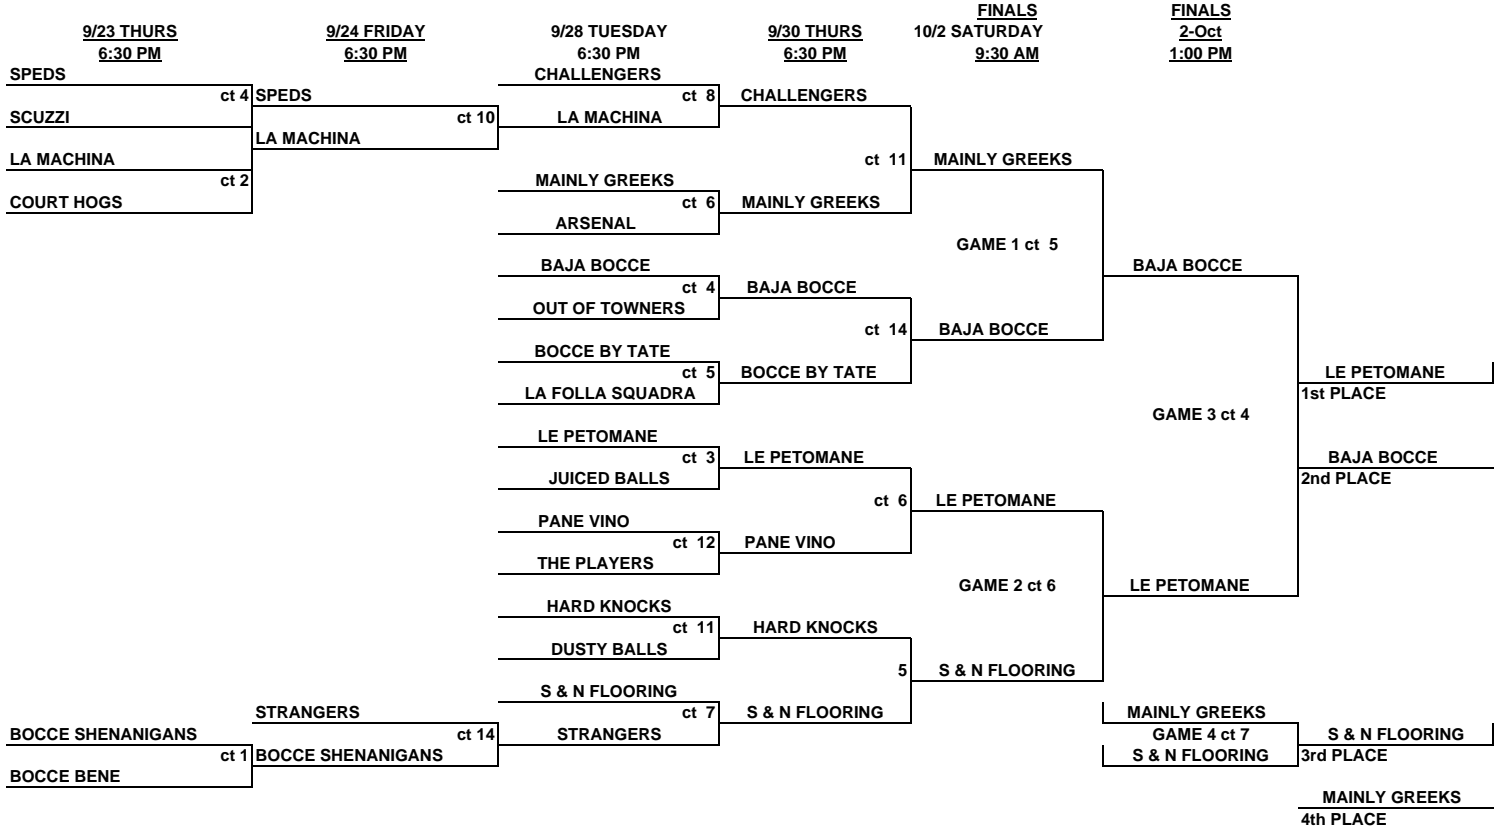 FINALS FINALS
9/23 THURS 9/24 FRIDAY 9/28 TUESDAY 9/30 THURS 10/2 SATURDAY 2-Oct
6:30 PM 6:30 PM 6:30 PM 6:30 PM 9:30 AM 1:00 PM
SPEDS CHALLENGERS
ct 4 SPEDS ct 8 CHALLENGERS
SCUZZI ct 10 LA MACHINA
LA MACHINA
LA MACHINA ct 11 MAINLY GREEKS
ct 2 MAINLY GREEKS
COURT HOGS ct 6 MAINLY GREEKS
ARSENAL
GAME 1 ct 5
BAJA BOCCE BAJA BOCCE
ct 4 BAJA BOCCE
OUT OF TOWNERS
ct 14 BAJA BOCCE
BOCCE BY TATE
ct 5 BOCCE BY TATE LE PETOMANE
LA FOLLA SQUADRA 1st PLACE
GAME 3 ct 4
LE PETOMANE
ct 3 LE PETOMANE BAJA BOCCE
JUICED BALLS 2nd PLACE
ct 6 LE PETOMANE
PANE VINO
ct 12 PANE VINO
THE PLAYERS
GAME 2 ct 6 LE PETOMANE
HARD KNOCKS
ct 11 HARD KNOCKS
DUSTY BALLS
5 S & N FLOORING
S & N FLOORING
STRANGERS ct 7 S & N FLOORING MAINLY GREEKS
BOCCE SHENANIGANS ct 14 STRANGERS GAME 4 ct 7 S & N FLOORING
ct 1 BOCCE SHENANIGANS S & N FLOORING 3rd PLACE
BOCCE BENE
MAINLY GREEKS
4th PLACE